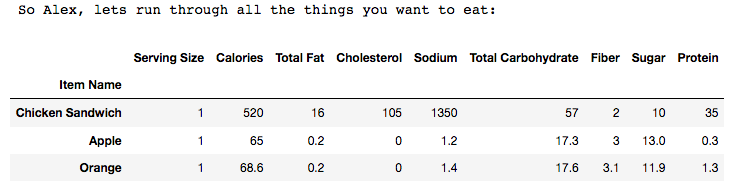 So Alex, lets run through all the things you want to eat:
Serving Size Calories Total Fat Cholesterol Sodium Total Carbohydrate Fiber Sugar Protein
Item Name
Chicken Sandwich 1 520 16 105 1350 57 2 10 35
Apple 1 65 0.2 0 1.2 17.3 3 13.0 0.3
Orange 1 68.6 0.2 0 1.4 17.6 3.1 11.9 1.3